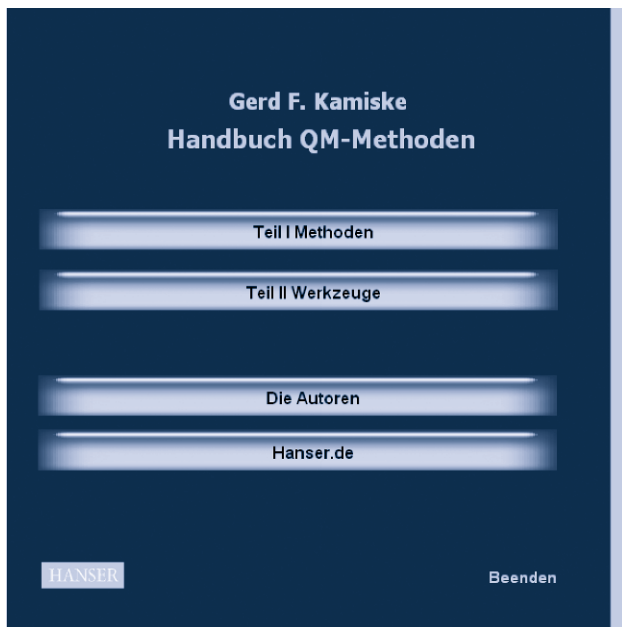 Gerd F. Kamiske
Handbuch QM-Methoden
Teil I Methoden
Teil II Werkzeuge
Die Autoren
Hanser.de
HANSER
Beenden